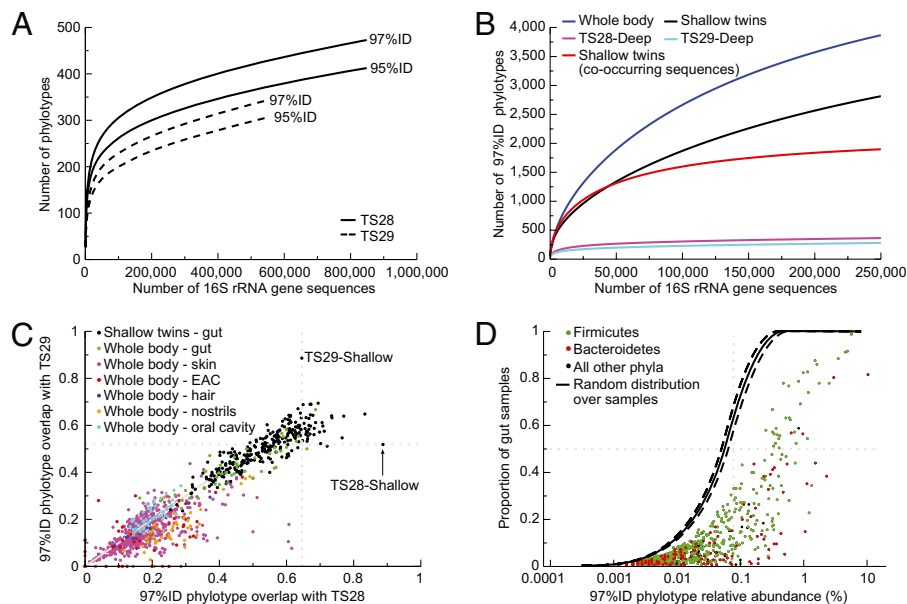 A
500
400
300
200
100
0
Number of phylotypes
97%ID
95%ID
97%ID
95%ID
TS28
TS29
0
200,000
400,000
600,000
800,000
1,000,000
Number of 16S rRNA gene sequences
B
Whole body
Shallow twins
TS28-Deep
TS29-Deep
Shallow twins
(co-occurring sequences)
4,000
3,500
3,000
2,500
2,000
1,500
1,000
500
0
Number of 97%ID phylotypes
0
50,000
100,000
150,000
200,000
250,000
Number of 16S rRNA gene sequences
C
Shallow twins - gut
Whole body - gut
Whole body - skin
Whole body - EAC
Whole body - hair
Whole body - nostrils
Whole body - oral cavity
TS29-Shallow
TS28-Shallow
1
0.8
0.6
0.4
0.2
0
97%ID phylotype overlap with TS29
0
0.2
0.4
0.6
0.8
1
97%ID phylotype overlap with TS28
D
Firmicutes
Bacteroidetes
All other phyla
Random distribution
over samples
1
0.8
0.6
0.4
0.2
0
Proportion of gut samples
0.0001
0.001
0.01
0.1
1
10
97%ID phylotype relative abundance (%)